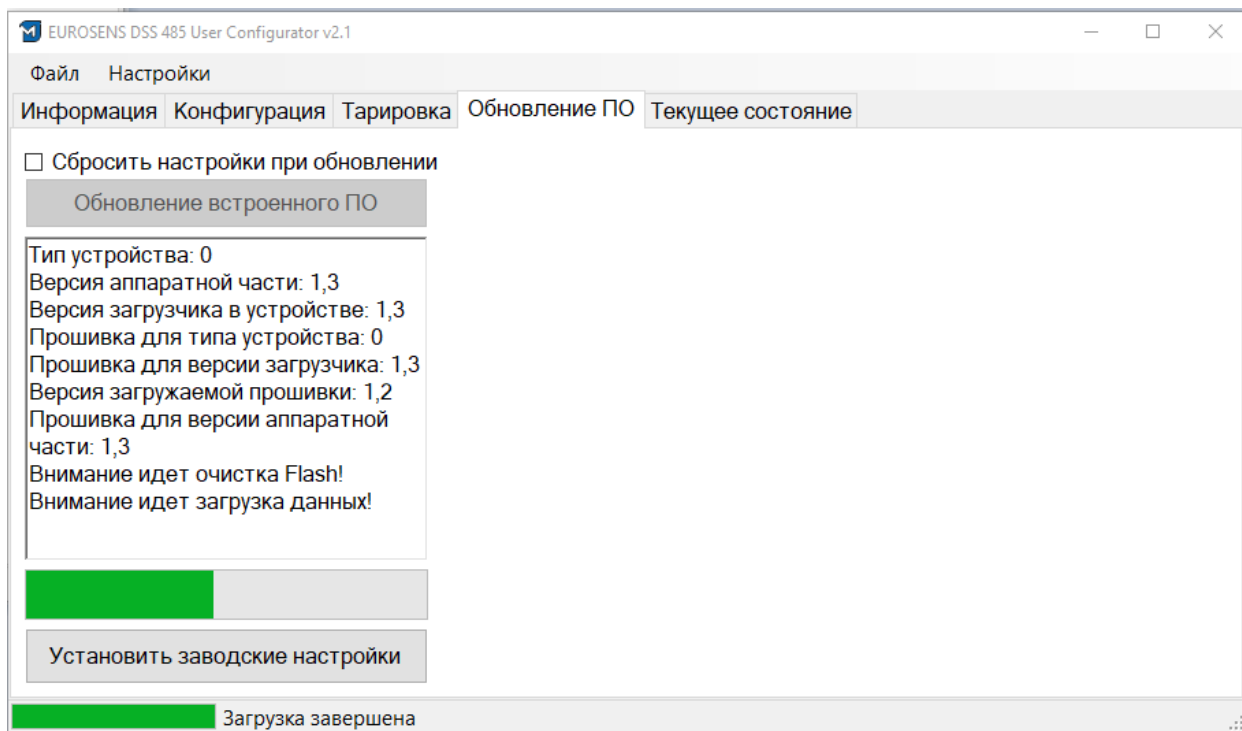 EUROSENS DSS 485 User Configurator v2.1
Файл Настройки
Информация Конфигурация Тарировка Обновление ПО Текущее состояние
Сбросить настройки при обновлении
Обновление встроенного ПО
Тип устройства: 0
Версия аппаратной части: 1,3
Версия загрузчика в устройстве: 1,3
Прошивка для типа устройства: 0
Прошивка для версии загрузчика: 1,3
Версия загружаемой прошивки: 1,2
Прошивка для версии аппаратной
части: 1,3
Внимание идет очистка Flash!
Внимание идет загрузка данных!
Установить заводские настройки
Загрузка завершена